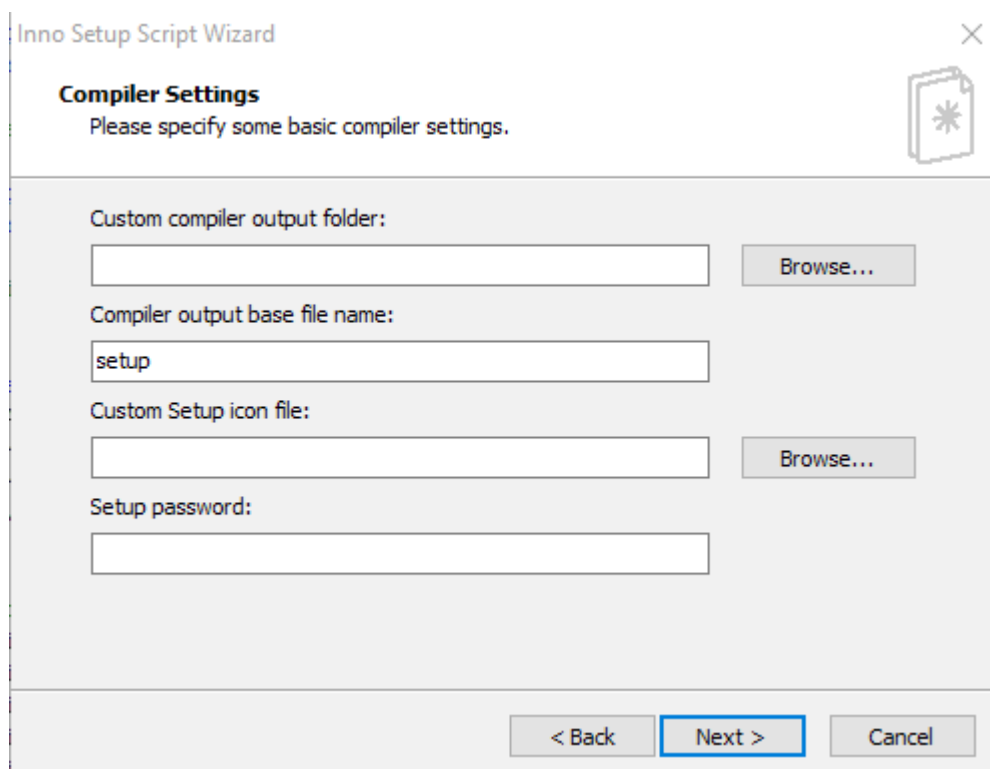 Inno Setup Script Wizard
Compiler Settings
Please specify some basic compiler settings.
Custom compiler output folder:
Browse...
Compiler output base file name:
setup
Custom Setup icon file:
Browse...
Setup password:
< Back Next > Cancel